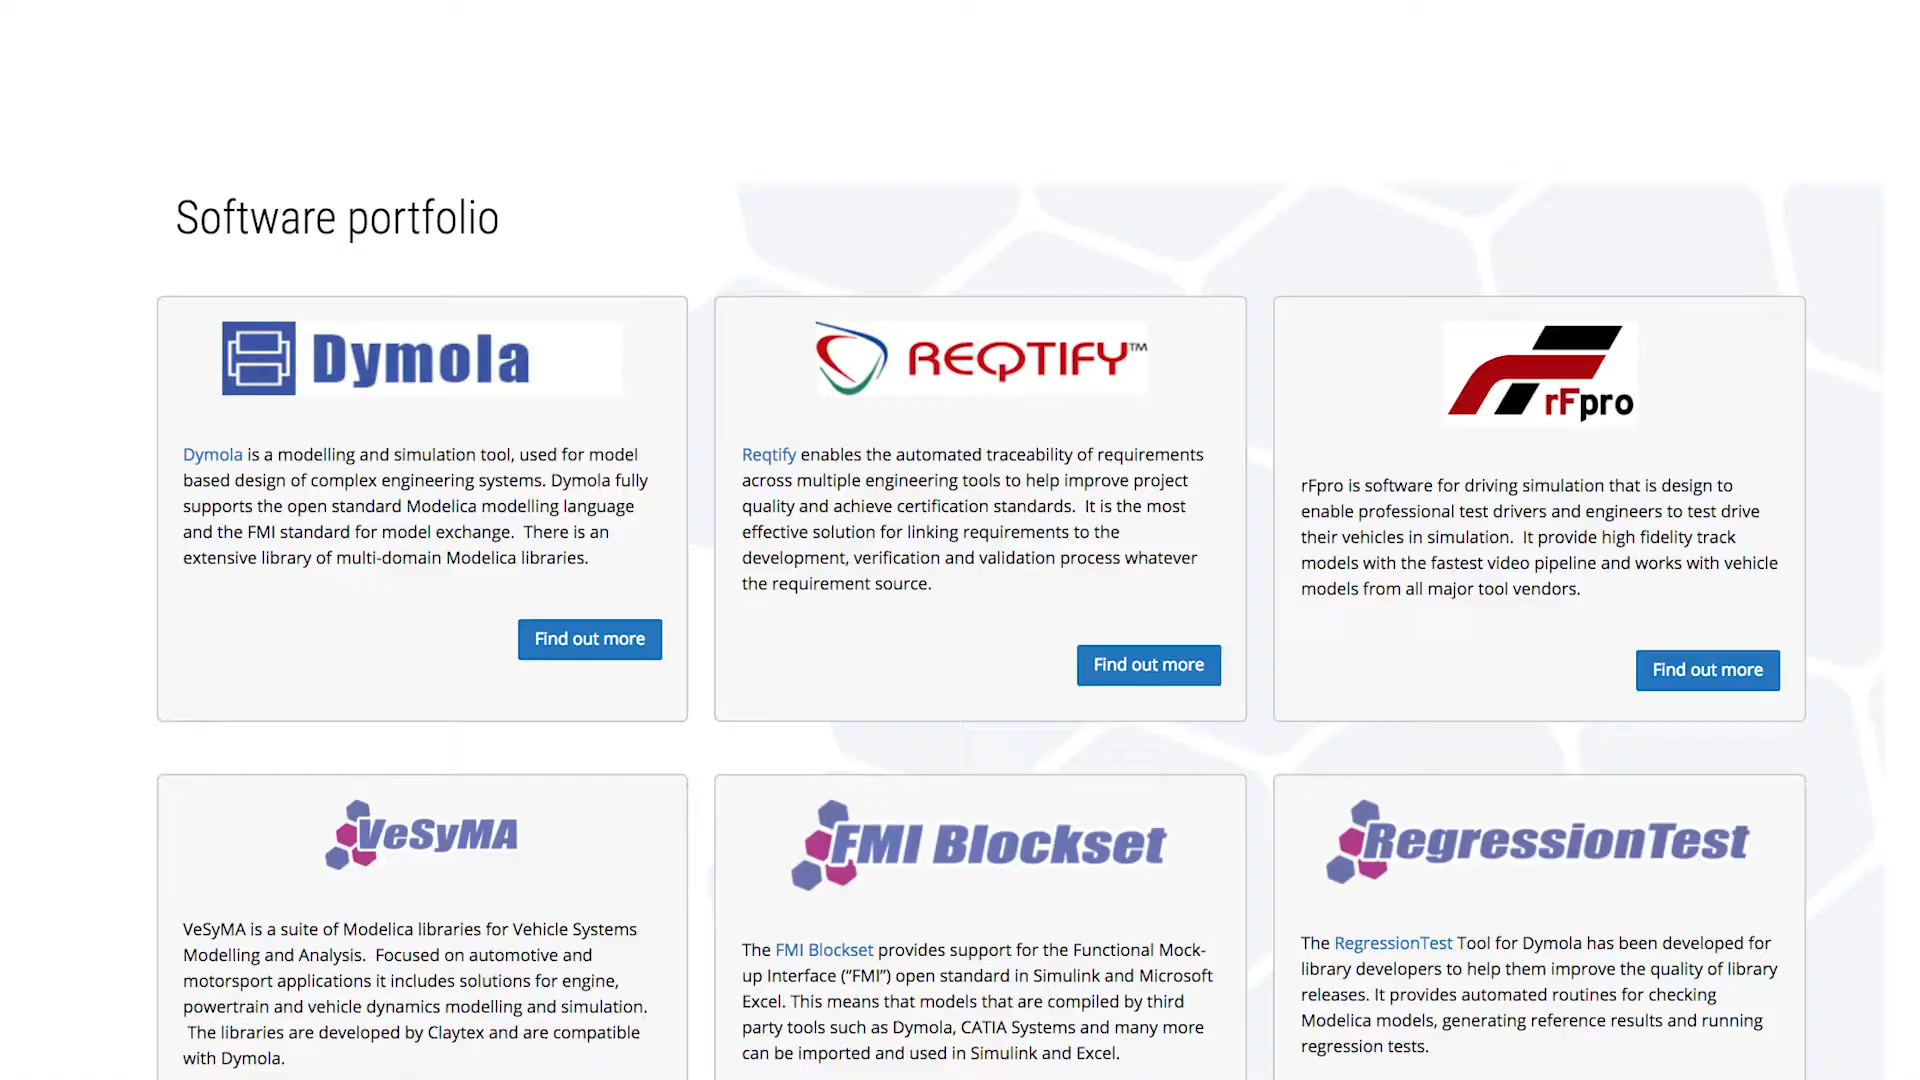 Software portfolio
Dymola
Dymola is a modelling and simulation tool, used for model
based design of complex engineering systems. Dymola fully
supports the open standard Modelica modelling language
and the FMI standard for model exchange.  There is an
extensive library of multi-domain Modelica libraries.
Find out more
REQTIFY™
Reqtify enables the automated traceability of requirements
across multiple engineering tools to help improve project
quality and achieve certification standards.  It is the most
effective solution for linking requirements to the
development, verification and validation process whatever
the requirement source.
Find out more
rFpro
rFpro is software for driving simulation that is design to
enable professional test drivers and engineers to test drive
their vehicles in simulation.  It provide high fidelity track
models with the fastest video pipeline and works with vehicle
models from all major tool vendors.
Find out more
VeSyMA
VeSyMA is a suite of Modelica libraries for Vehicle Systems
Modelling and Analysis.  Focused on automotive and
motorsport applications it includes solutions for engine,
powertrain and vehicle dynamics modelling and simulation.
The libraries are developed by Claytex and are compatible
with Dymola.
FMI Blockset
The FMI Blockset provides support for the Functional Mock-
up Interface (“FMI”) open standard in Simulink and Microsoft
Excel. This means that models that are compiled by third
party tools such as Dymola, CATIA Systems and many more
can be imported and used in Simulink and Excel.
RegressionTest
The RegressionTest Tool for Dymola has been developed for
library developers to help them improve the quality of library
releases. It provides automated routines for checking
Modelica models, generating reference results and running
regression tests.